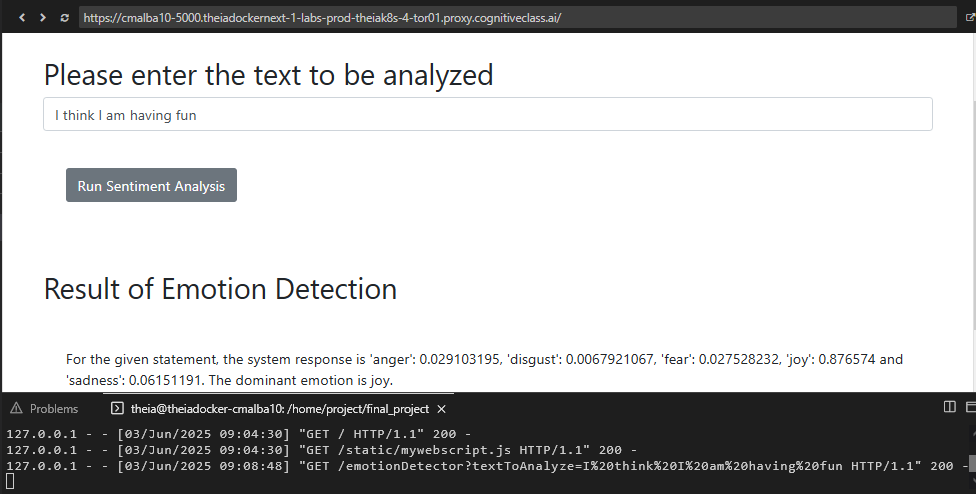 https://cmalba10-5000.theiadockernext-1-labs-prod-theiak8s-4-tor01.proxy.cognitiveclass.ai/
Please enter the text to be analyzed
I think I am having fun
Run Sentiment Analysis
Result of Emotion Detection
For the given statement, the system response is 'anger': 0.029103195, 'disgust': 0.0067921067, 'fear': 0.027528232, 'joy': 0.876574 and
'sadness': 0.06151191. The dominant emotion is joy.
Problems
theia@theiadocker-cmalba10: /home/project/final_project
127.0.0.1 - - [03/Jun/2025 09:04:30] "GET / HTTP/1.1" 200 -
127.0.0.1 - - [03/Jun/2025 09:04:30] "GET /static/mywebscript.js HTTP/1.1" 200 -
127.0.0.1 - - [03/Jun/2025 09:08:48] "GET /emotionDetector?textToAnalyze=I%20think%20I%20am%20having%20fun HTTP/1.1" 200 -